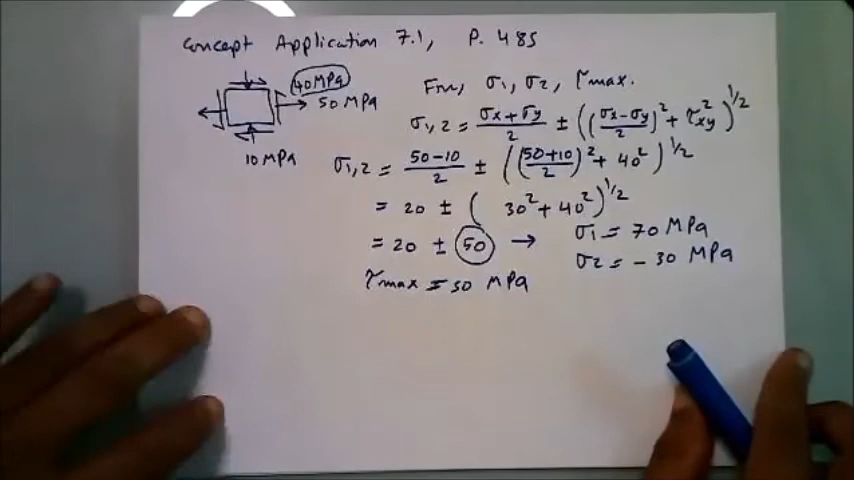 Concept Application 7.1, P. 485
40MPa
50 MPa
10 MPa
Find, σ1, σ2, τmax.
σ1,2 = σx+σy/2 ± ((σx-σy/2)² + τxy²)^1/2
σ1,2 = 50-10/2 ± ((50+10/2)² + 40²)^1/2
= 20 ± (30² + 40²)^1/2
= 20 ± 50 → σ1 = 70 MPa
σ2 = -30 MPa
τmax = 50 MPa